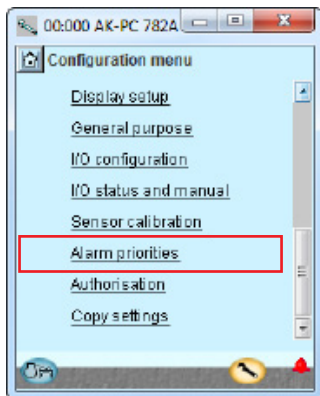 00:000 AK-PC 782A
Configuration menu
Display setup
General purpose
I/O configuration
I/O status and manual
Sensor calibration
Alarm priorities
Authorisation
Copy settings